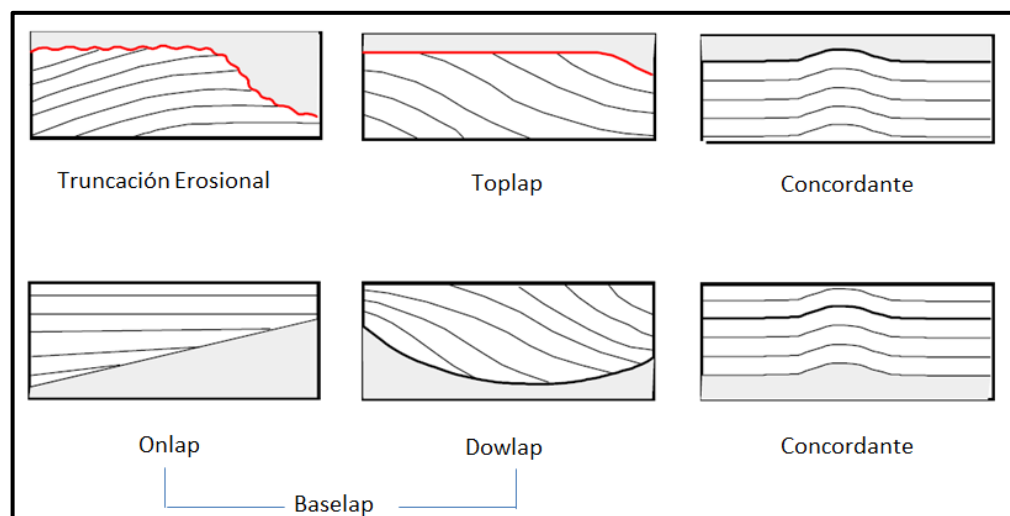 Truncación Erosional
Toplap
Concordante
Onlap
Dowlap
Concordante
Baselap